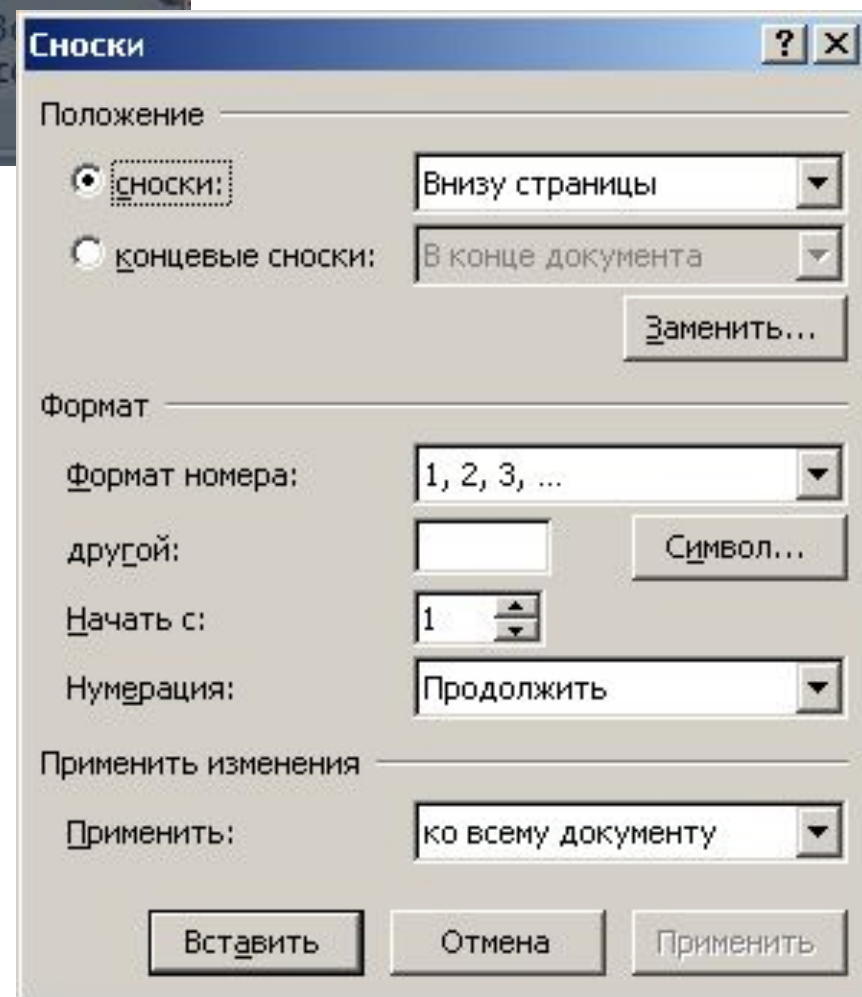 Сноски
Положение
сноски: Внизу страницы
концевые сноски: В конце документа
Заменить...
Формат
Формат номера: 1, 2, 3, ...
другой: Символ...
Начать с: 1
Нумерация: Продолжить
Применить изменения
Применить: ко всему документу
Вставить Отмена Применить